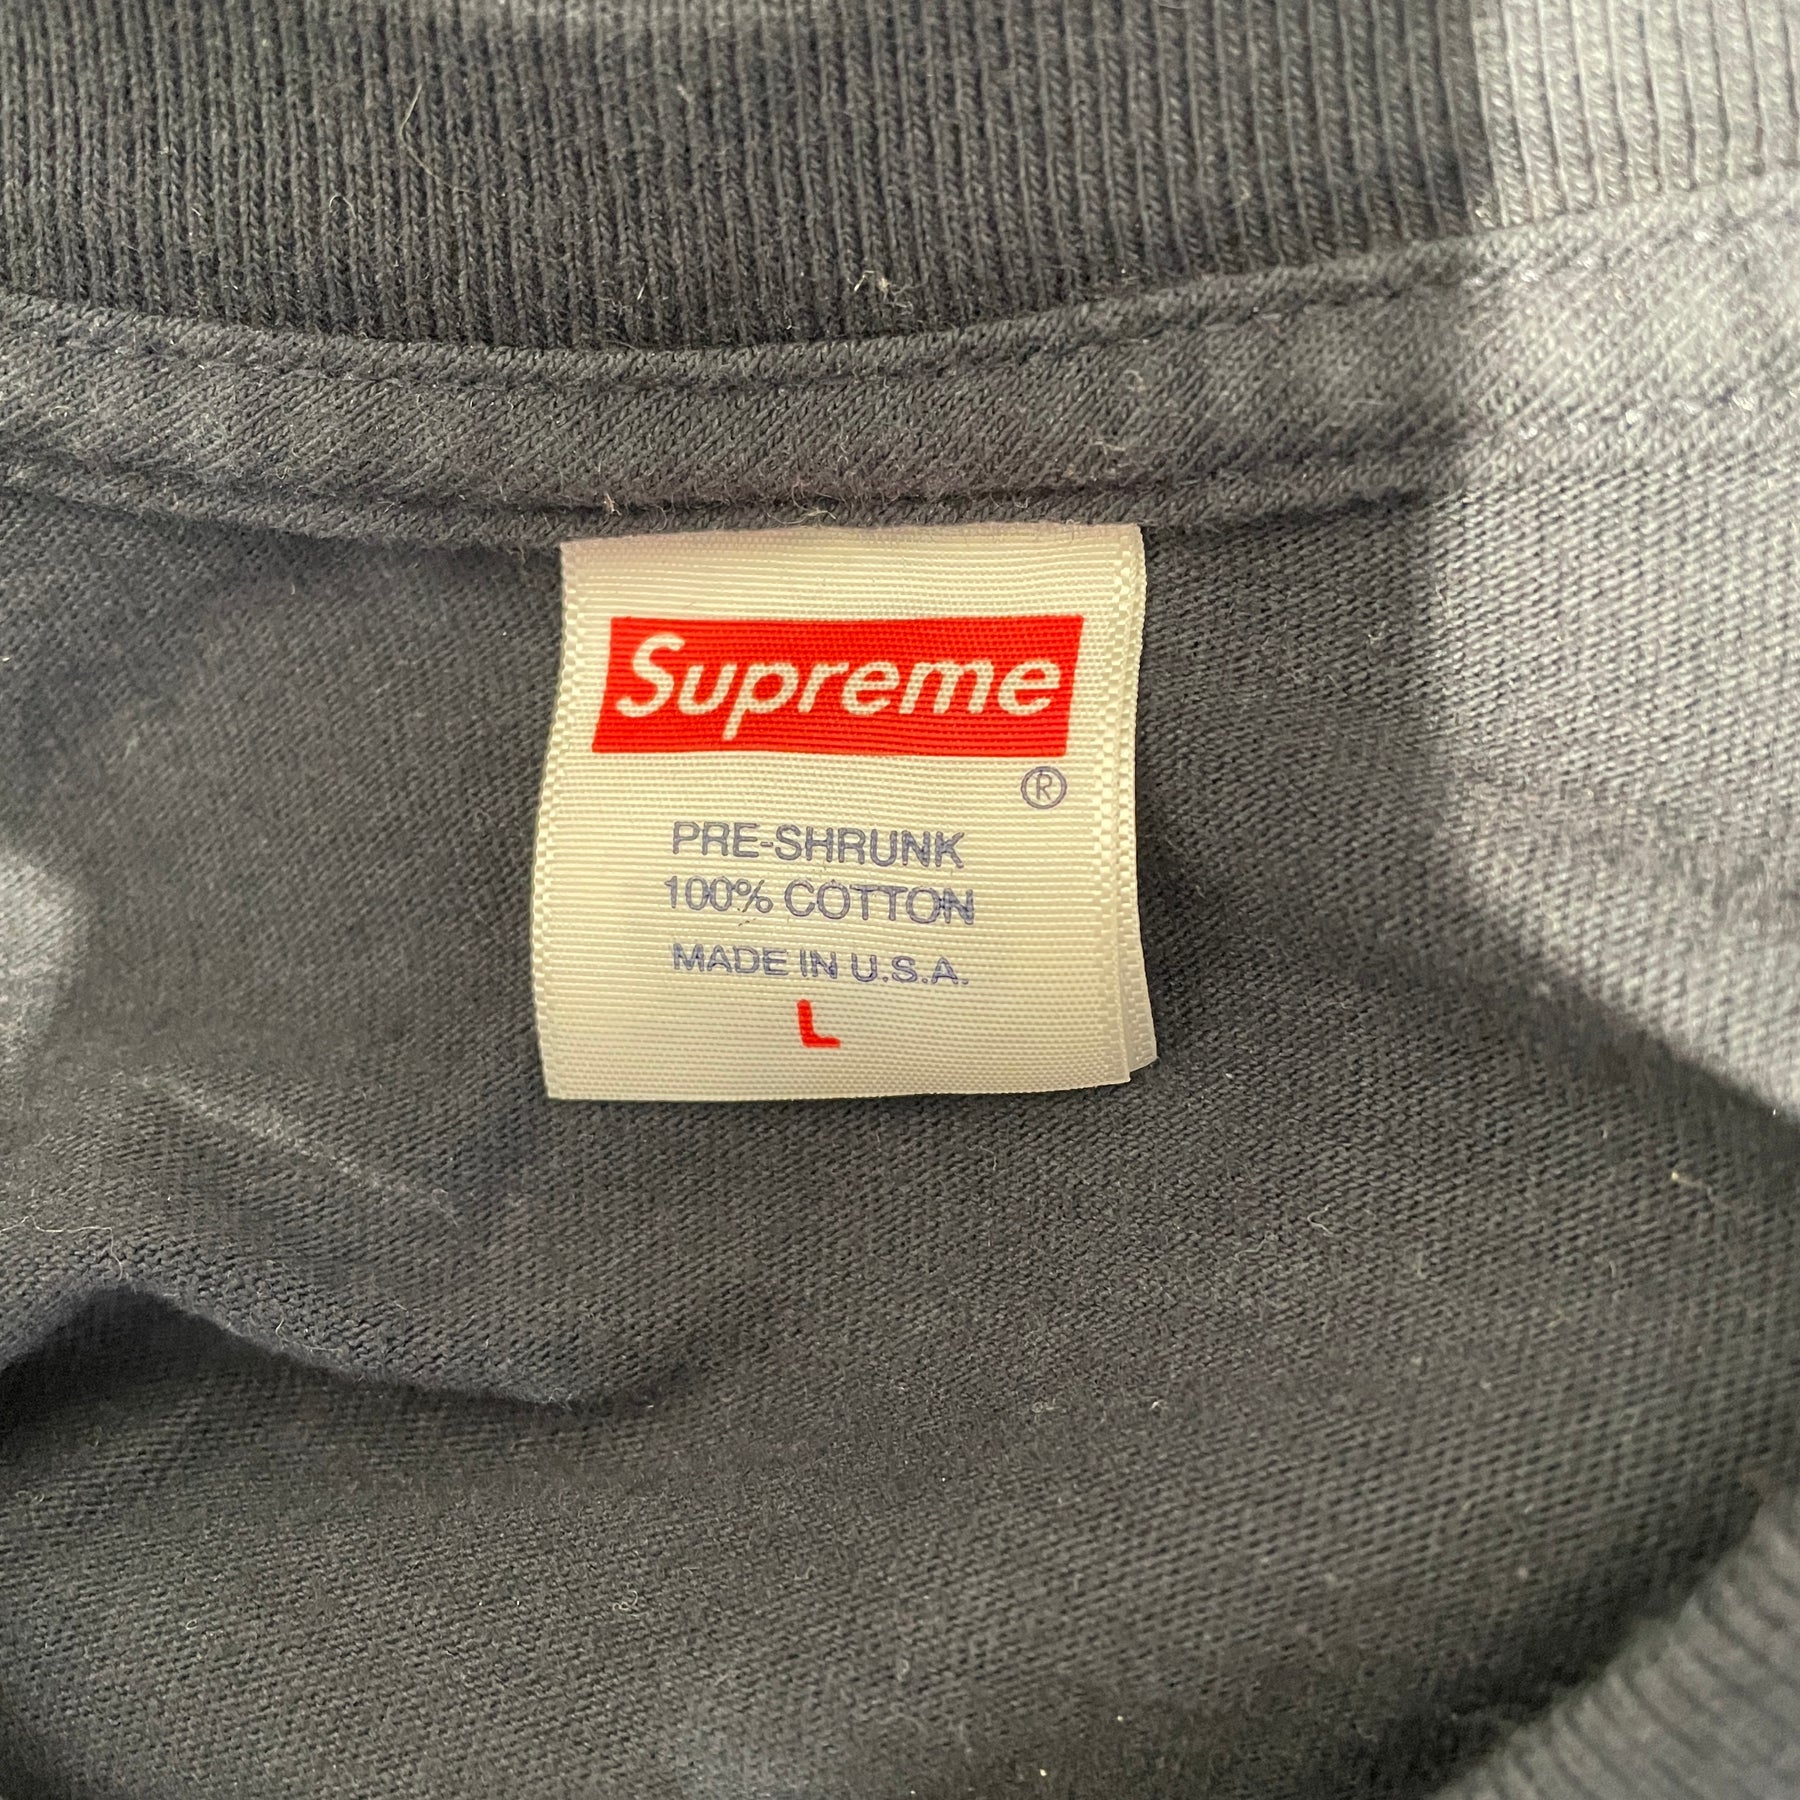 Supreme
®
PRE-SHRUNK
100% COTTON
MADE IN U.S.A.
L